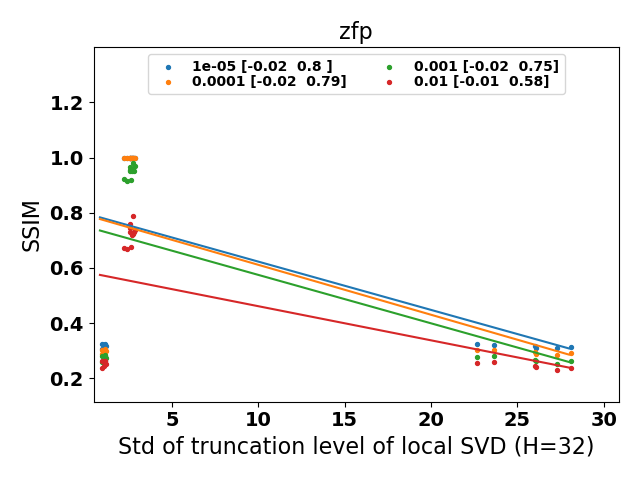 zfp
1e-05 [-0.02  0.8 ]
0.0001 [-0.02  0.79]
0.001 [-0.02  0.75]
0.01 [-0.01  0.58]
SSIM
1.2
1.0
0.8
0.6
0.4
0.2
5 10 15 20 25 30
Std of truncation level of local SVD (H=32)